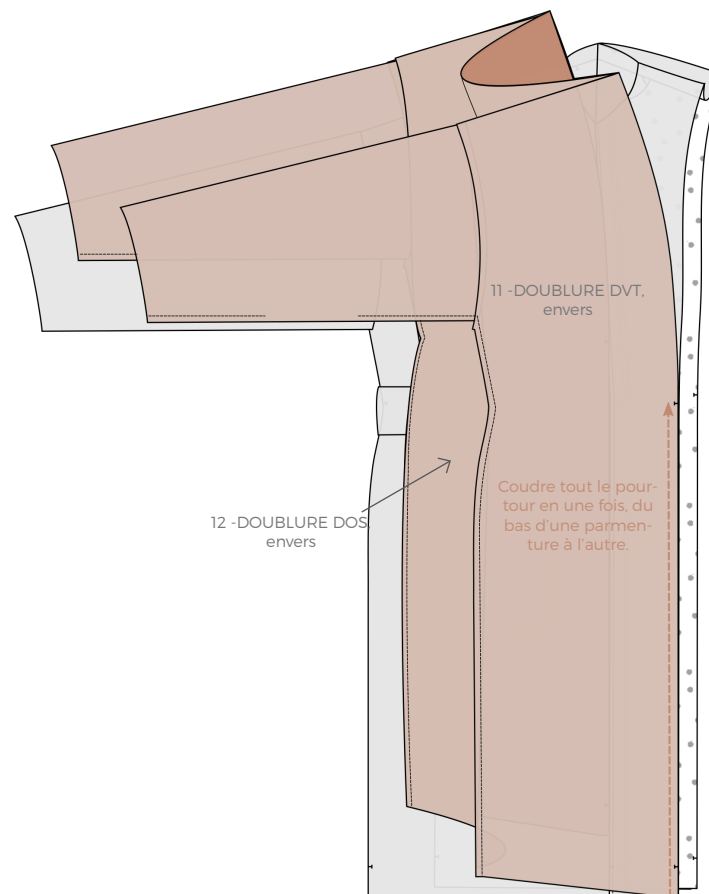 11 -DOUBLURE DVT,
envers
Coudre tout le pour-
tour en une fois, du
bas d'une parmen-
ture à l'autre.
12 -DOUBLURE DOS,
envers